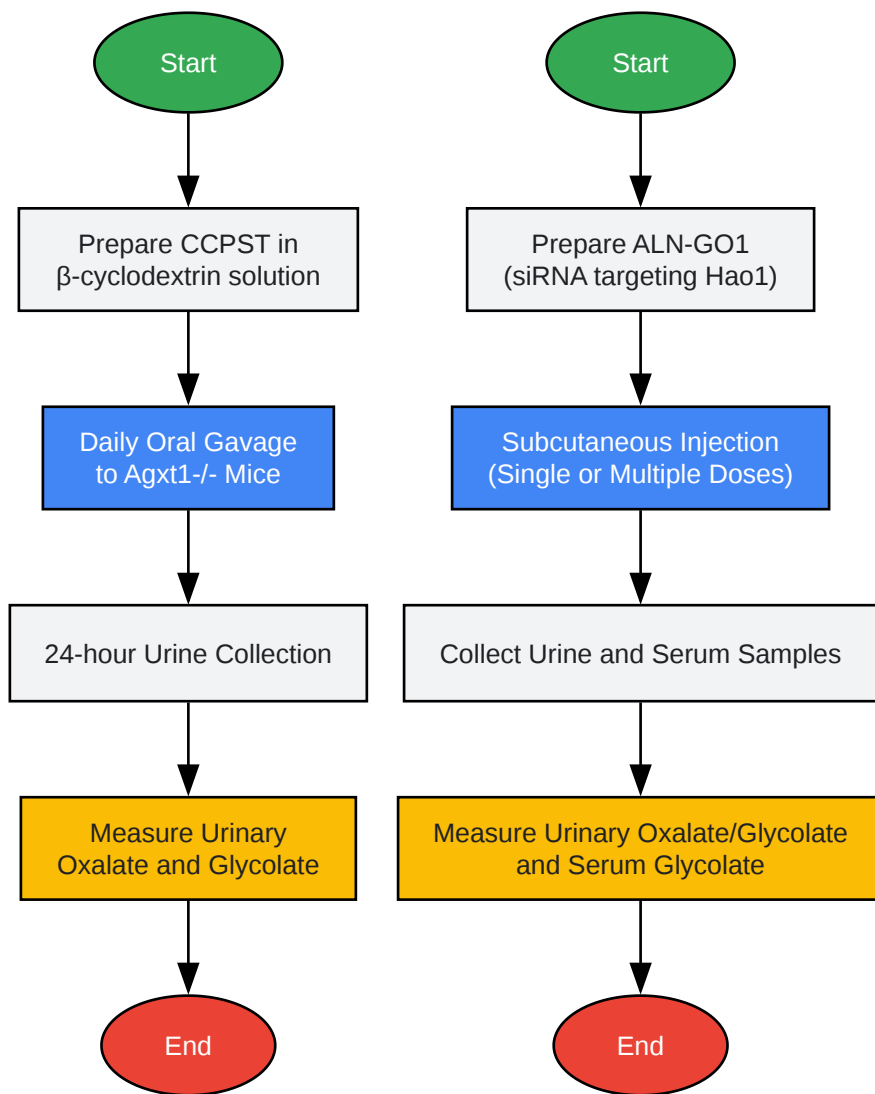 Start
Prepare CCPST in
β-cyclodextrin solution
Daily Oral Gavage
to Agxt1-/- Mice
24-hour Urine Collection
Measure Urinary
Oxalate and Glycolate
End
Start
Prepare ALN-GO1
(siRNA targeting Hao1)
Subcutaneous Injection
(Single or Multiple Doses)
Collect Urine and Serum Samples
Measure Urinary Oxalate/Glycolate
and Serum Glycolate
End